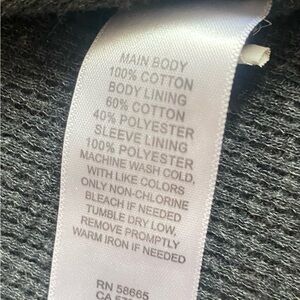 MAIN BODY
100% COTTON
BODY LINING
60% COTTON
40% POLYESTER
SLEEVE LINING
100% POLYESTER
MACHINE WASH COLD,
WITH LIKE COLORS
ONLY NON-CHLORINE
BLEACH IF NEEDED
TUMBLE DRY LOW,
REMOVE PROMPTLY
WARM IRON IF NEEDED
RN 58665
CA